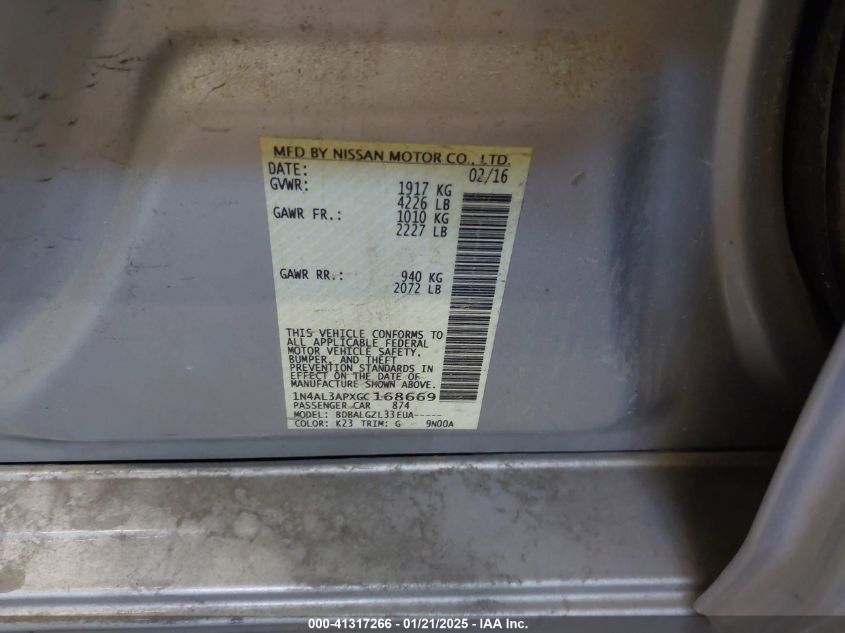 MFD BY NISSAN MOTOR CO., LTD.
DATE: 02/16
GVWR: 1917 KG
4226 LB
GAWR FR.: 1010 KG
2227 LB
GAWR RR.: 940 KG
2072 LB
THIS VEHICLE CONFORMS TO
ALL APPLICABLE FEDERAL
MOTOR VEHICLE SAFETY,
BUMPER, AND THEFT
PREVENTION STANDARDS IN
EFFECT ON THE DATE OF
MANUFACTURE SHOWN ABOVE.
1N4AL3APXGC168669
PASSENGER CAR 874
MODEL: BDBALGZL33EUA-----
COLOR: K23 TRIM: G 9N00A
000-41317266 - 01/21/2025 - IAA Inc.